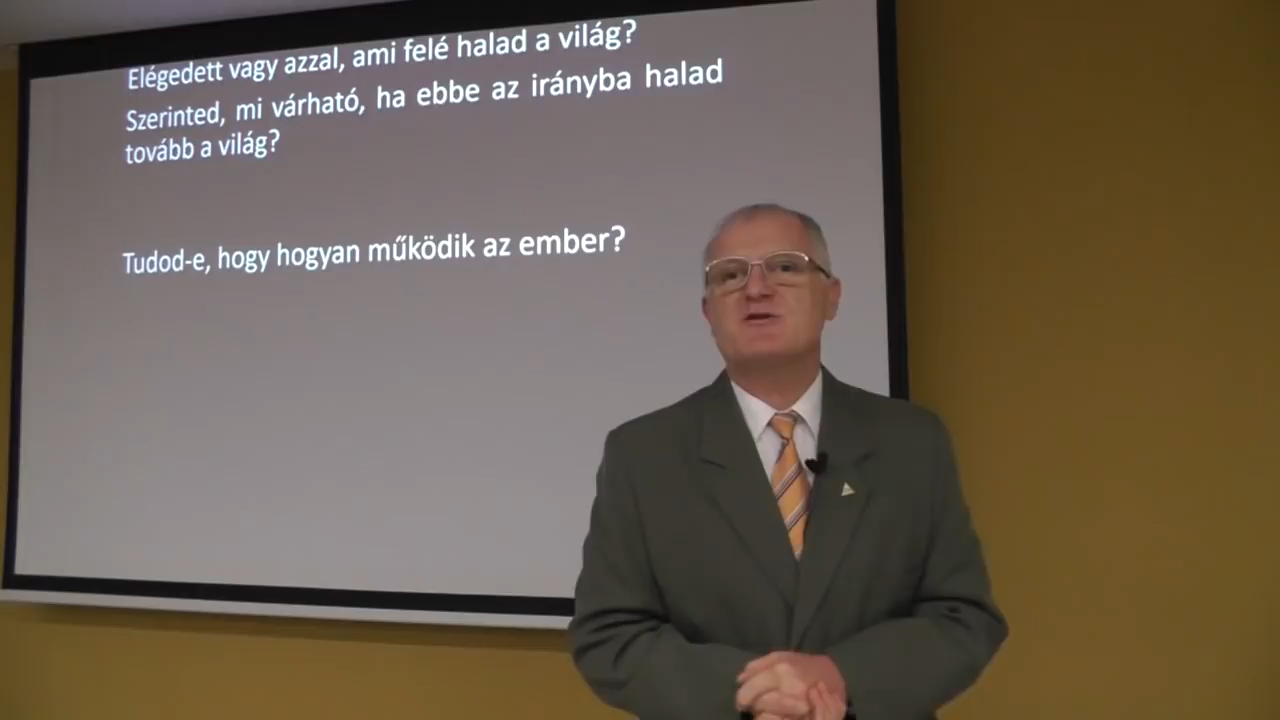 Elégedett vagy azzal, ami felé halad a világ?
Szerinted, mi várható, ha ebbe az irányba halad
tovább a világ?
Tudod-e, hogy hogyan működik az ember?